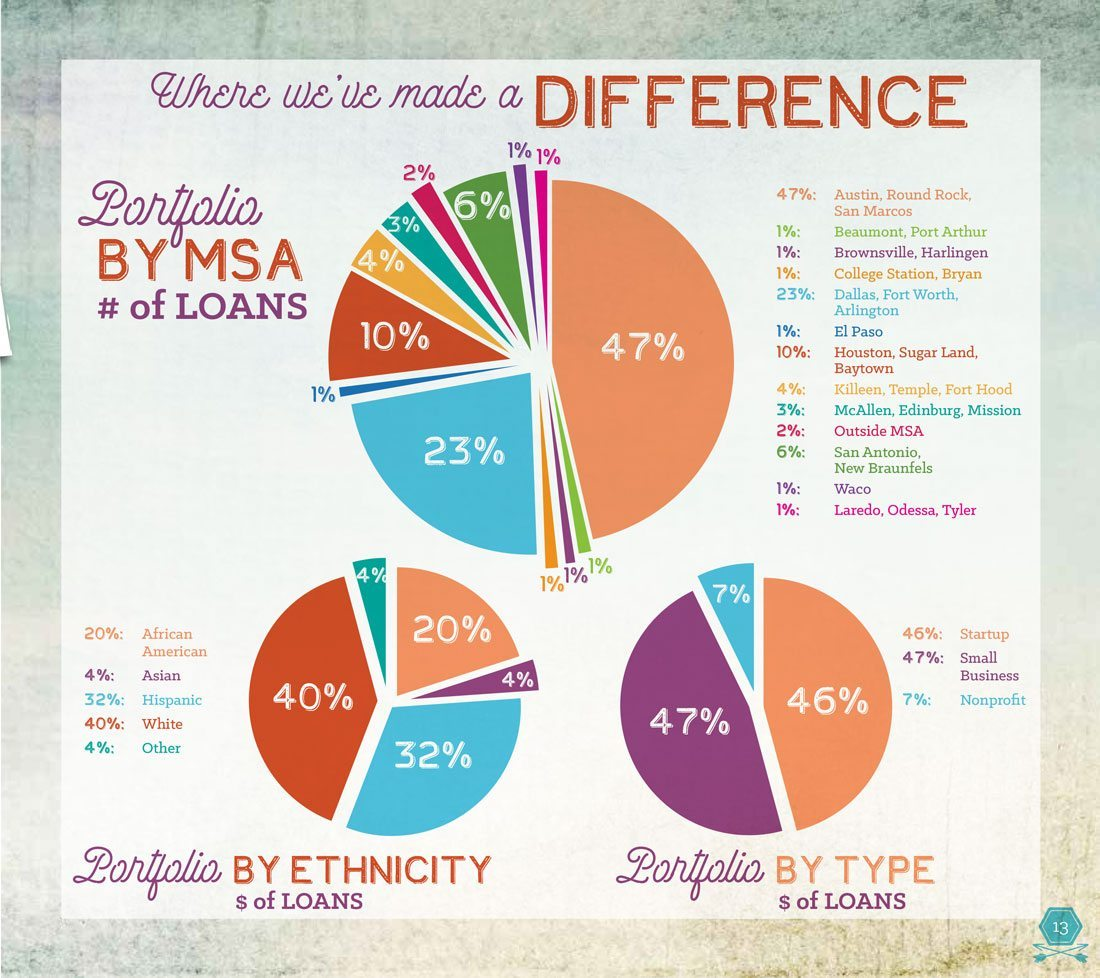 Where we've made a DIFFERENCE
Portfolio
BY MSA
# of LOANS
1%
1%
2%
6%
3%
4%
10%
47%
1%
23%
1%
1%
1%
47%: Austin, Round Rock,
San Marcos
1%: Beaumont, Port Arthur
1%: Brownsville, Harlingen
1%: College Station, Bryan
23%: Dallas, Fort Worth,
Arlington
1%: El Paso
10%: Houston, Sugar Land,
Baytown
4%: Killeen, Temple, Fort Hood
3%: McAllen, Edinburg, Mission
2%: Outside MSA
6%: San Antonio,
New Braunfels
1%: Waco
1%: Laredo, Odessa, Tyler
20%: African
American
4%: Asian
32%: Hispanic
40%: White
4%: Other
4%
20%
4%
40%
32%
Portfolio BY ETHNICITY
$ of LOANS
7%
46%
47%
46%: Startup
47%: Small
Business
7%: Nonprofit
Portfolio BY TYPE
$ of LOANS
13